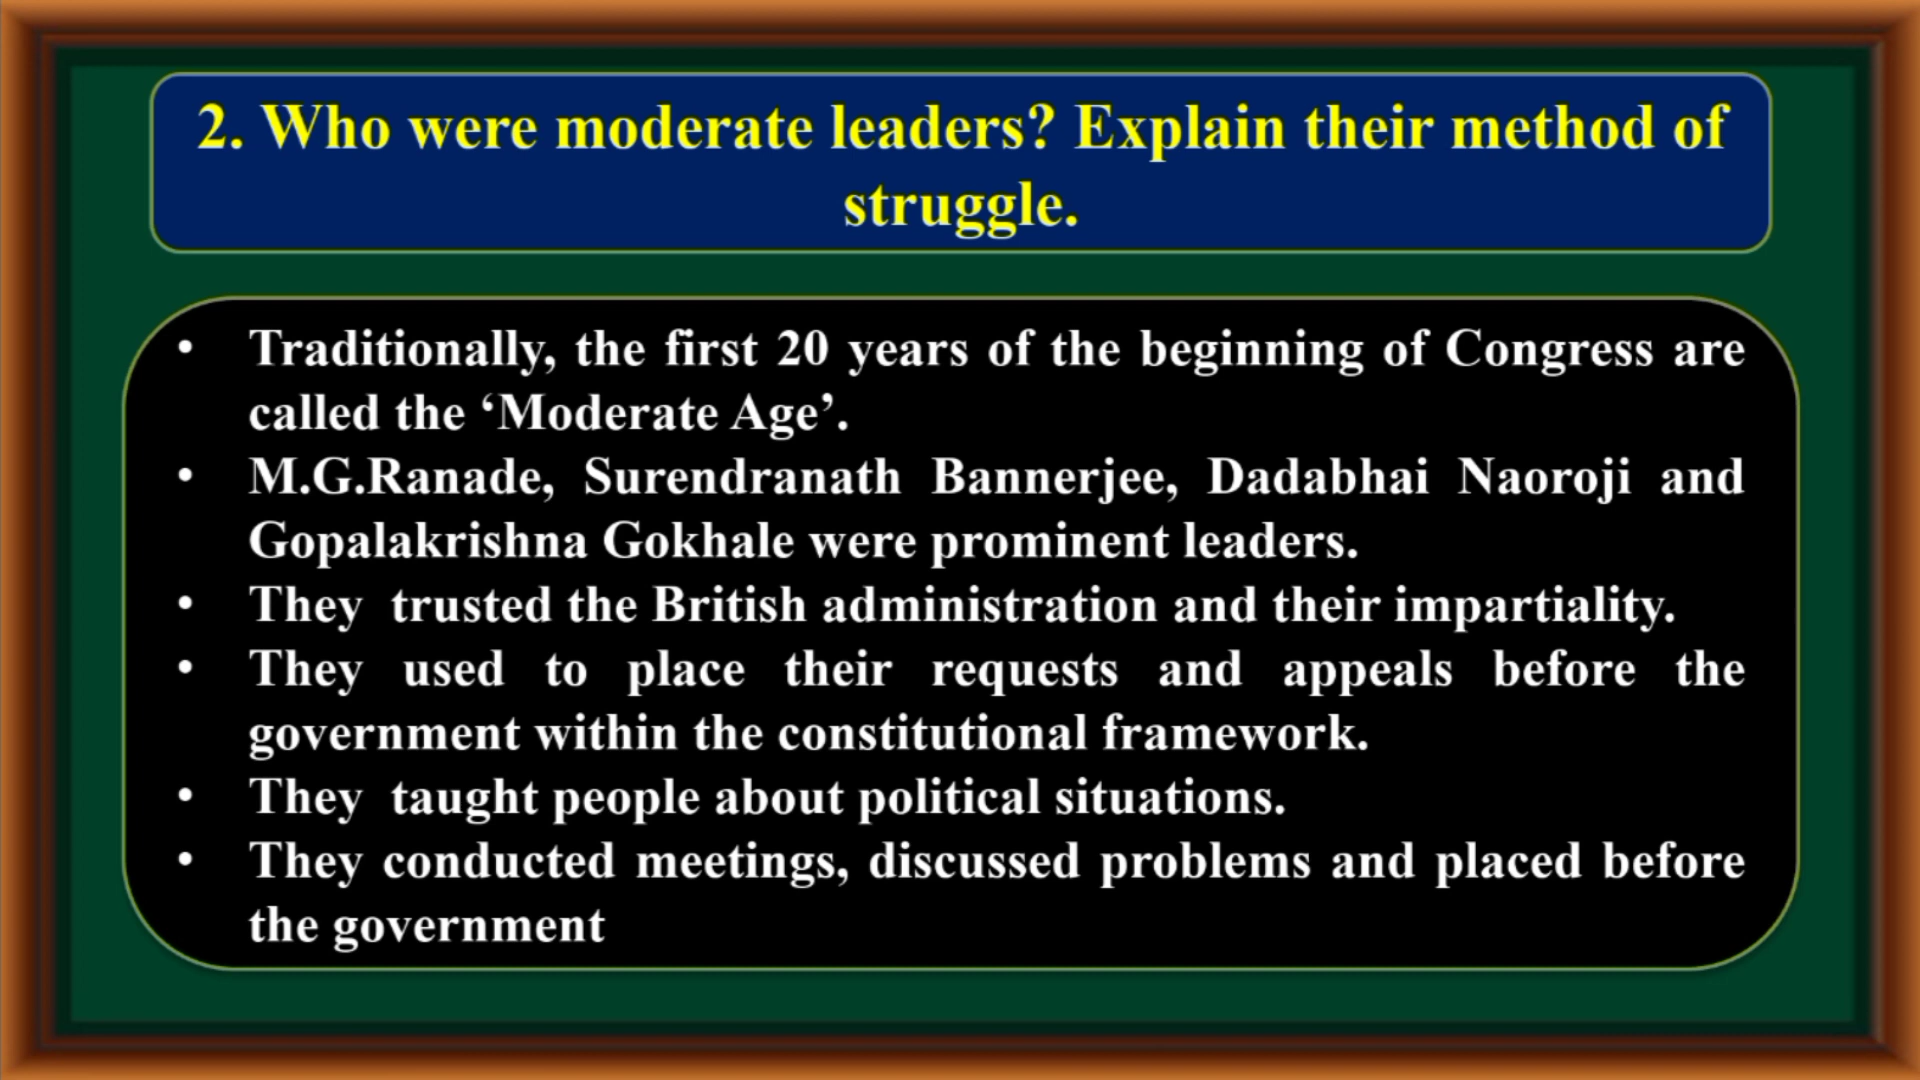 2. Who were moderate leaders? Explain their method of
struggle.
• Traditionally, the first 20 years of the beginning of Congress are
called the ‘Moderate Age’.
• M.G.Ranade, Surendranath Bannerjee, Dadabhai Naoroji and
Gopalakrishna Gokhale were prominent leaders.
• They trusted the British administration and their impartiality.
• They used to place their requests and appeals before the
government within the constitutional framework.
• They taught people about political situations.
• They conducted meetings, discussed problems and placed before
the government